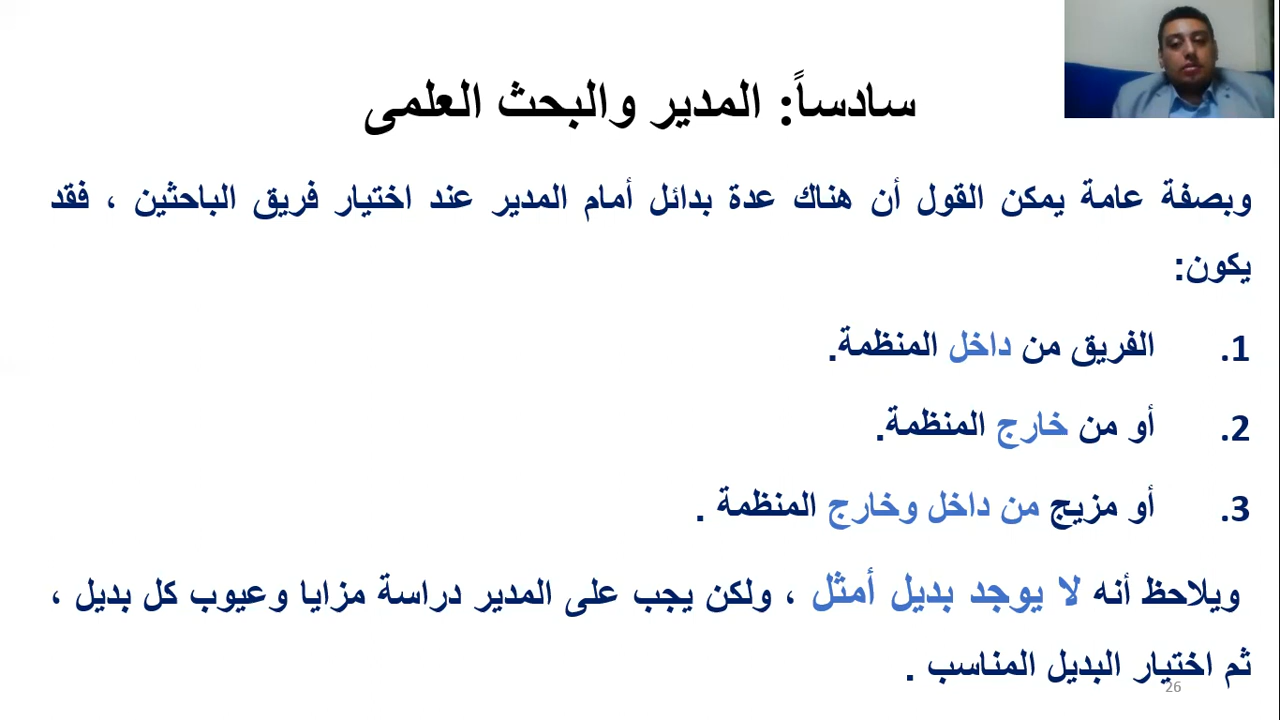 سادساً: المدير والبحث العلمى
وبصفة عامة يمكن القول أن هناك عدة بدائل أمام المدير عند اختيار فريق الباحثين ، فقد
يكون:
1. الفريق من داخل المنظمة.
2. أو من خارج المنظمة.
3. أو مزيج من داخل وخارج المنظمة .
ويلاحظ أنه لا يوجد بديل أمثل ، ولكن يجب على المدير دراسة مزايا وعيوب كل بديل ،
ثم اختيار البديل المناسب .
26